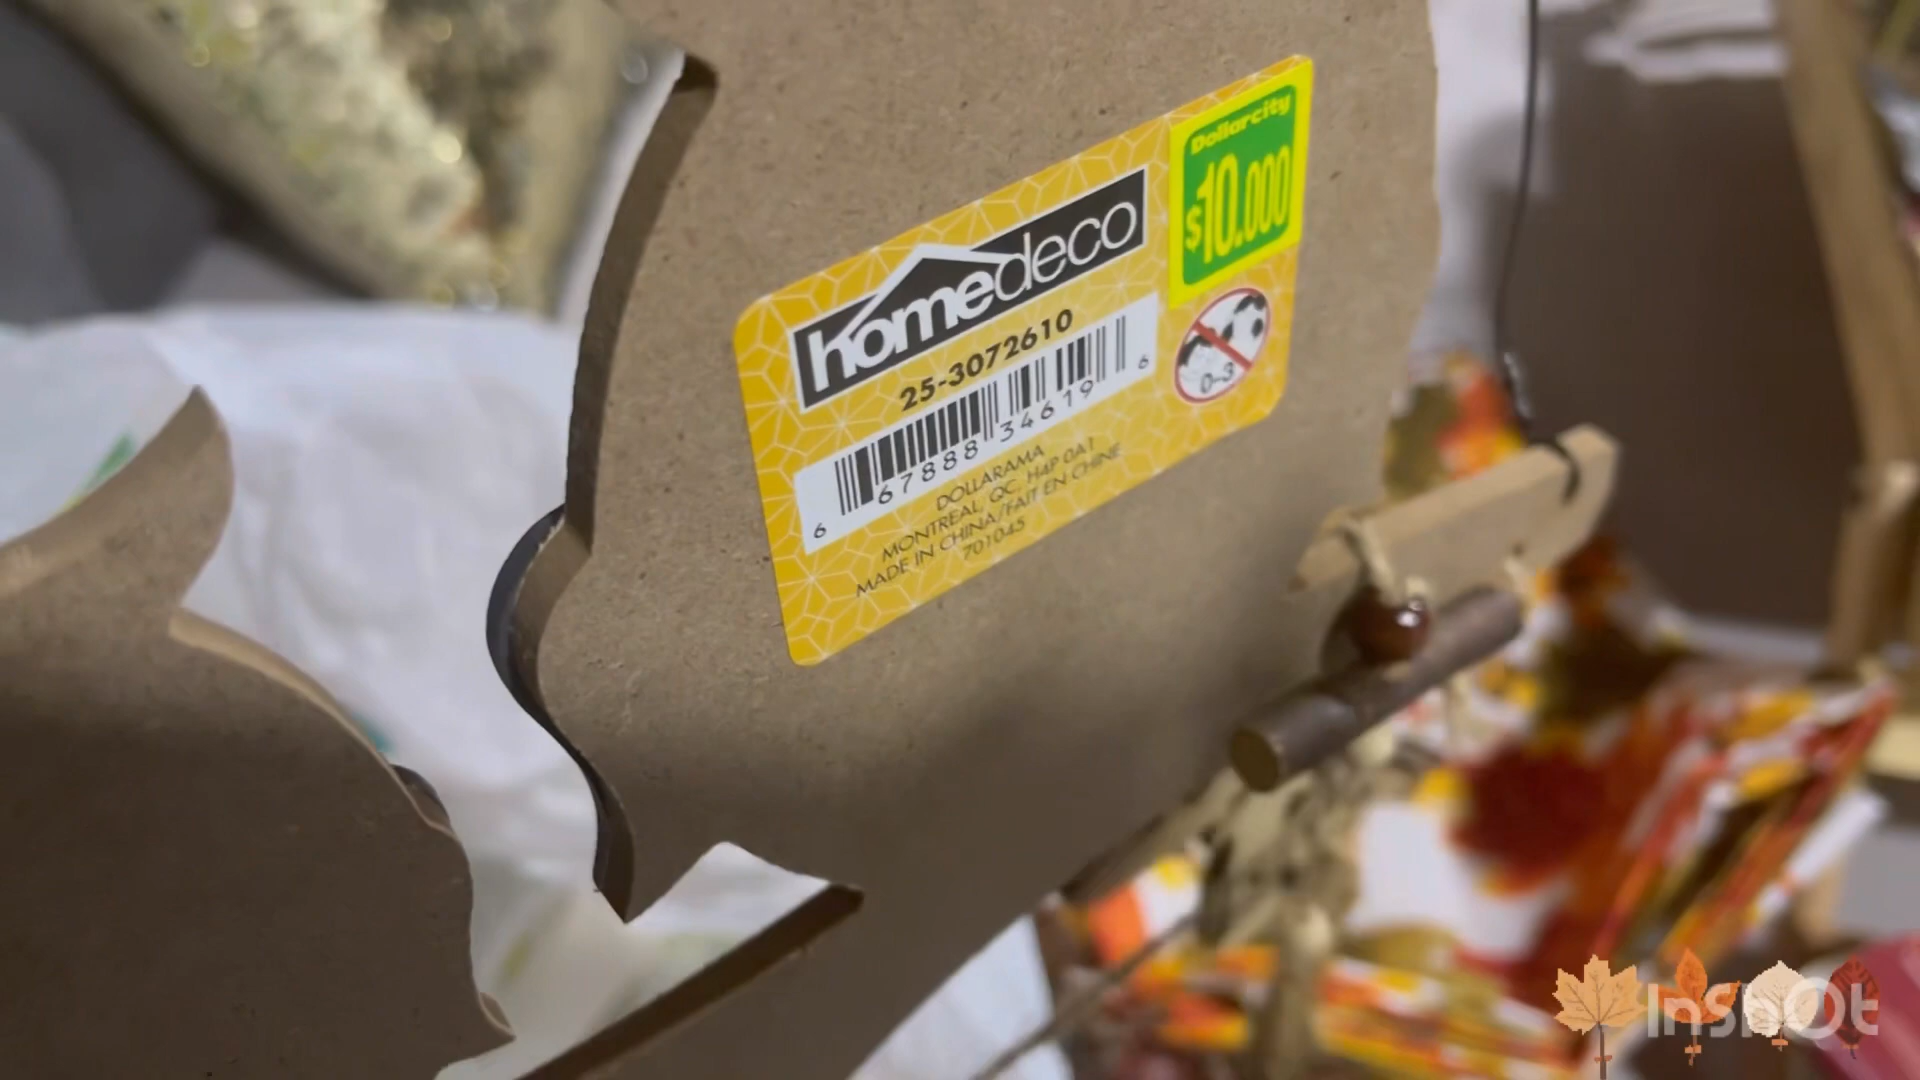 Dollarcity
$10.000
homedeco
25-3072610
6 67888 34619 6
0-3
DOLLARAMA
MONTREAL, QC H4P 0A1
MADE IN CHINA/FAIT EN CHINE
701045
InShOt